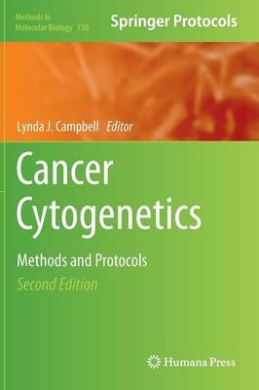 Methods in
Molecular Biology 730
Springer Protocols
Lynda J. Campbell Editor
Cancer
Cytogenetics
Methods and Protocols
Second Edition
Humana Press